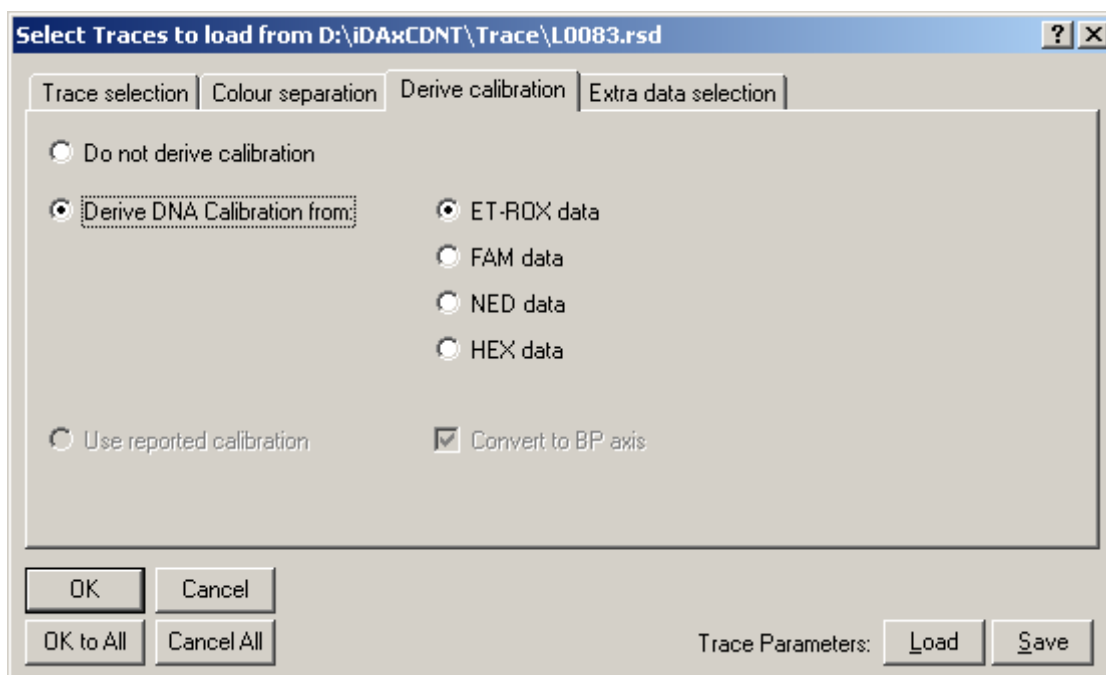 Select Traces to load from D:\iDAxCDNT\Trace\L0083.rsd
Trace selection Colour separation Derive calibration Extra data selection
Do not derive calibration
Derive DNA Calibration from: ET-ROX data
FAM data
NED data
HEX data
Use reported calibration Convert to BP axis
OK Cancel
OK to All Cancel All Trace Parameters: Load Save